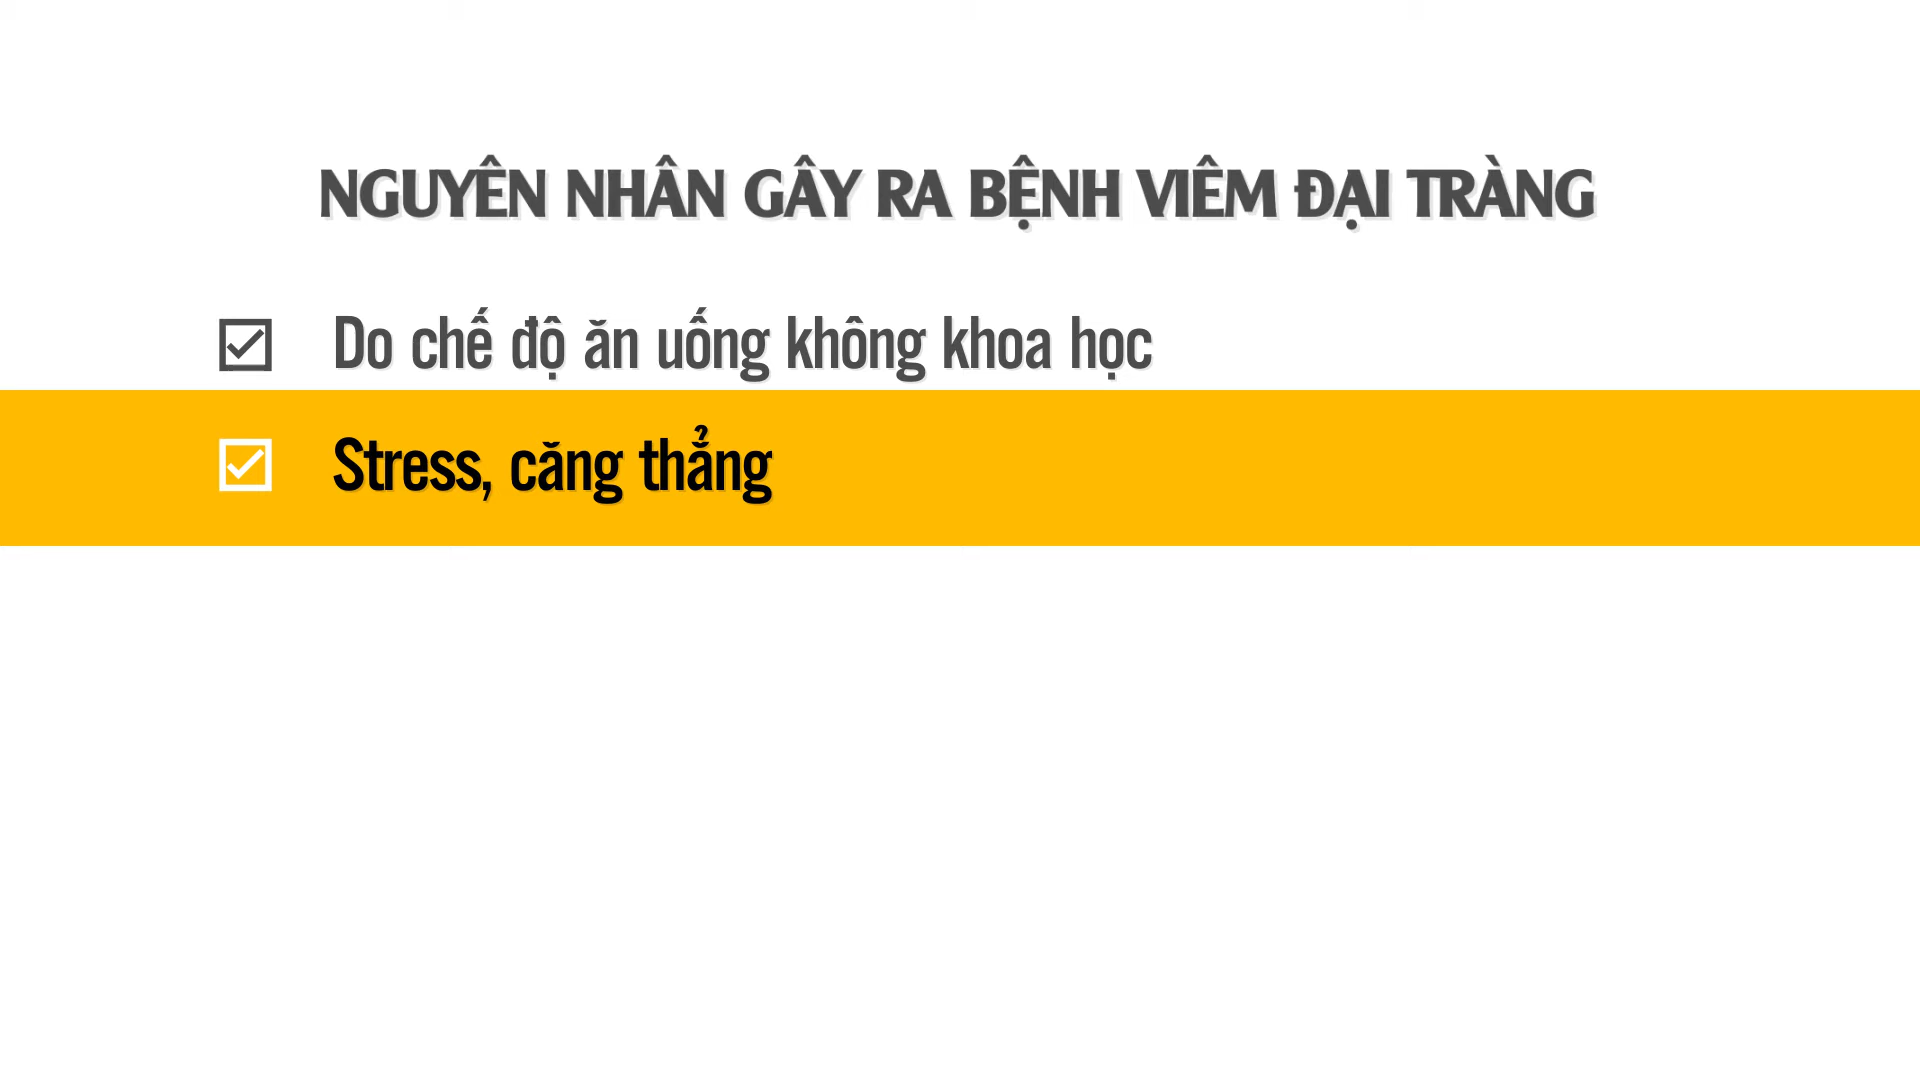 NGUYÊN NHÂN GÂY RA BỆNH VIÊM ĐẠI TRÀNG
Do chế độ ăn uống không khoa học
Stress, căng thẳng